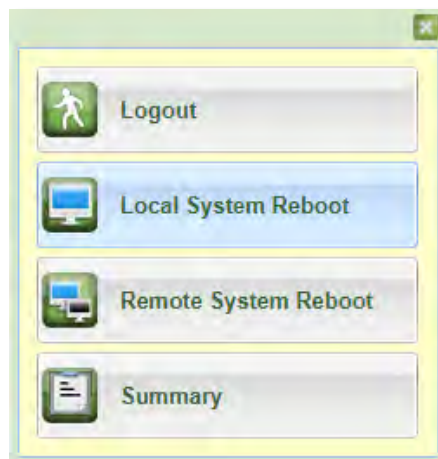 Logout
Local System Reboot
Remote System Reboot
Summary